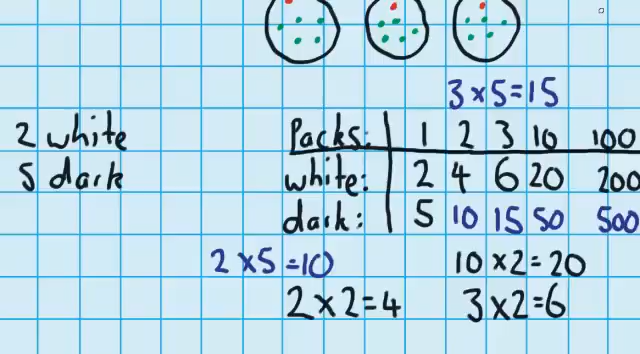 3 x 5 = 15
2 white
5 dark
Packs: 1 2 3 10 100
white: 2 4 6 20 200
dark: 5 10 15 50 500
2 x 5 = 10
10 x 2 = 20
2 x 2 = 4
3 x 2 = 6